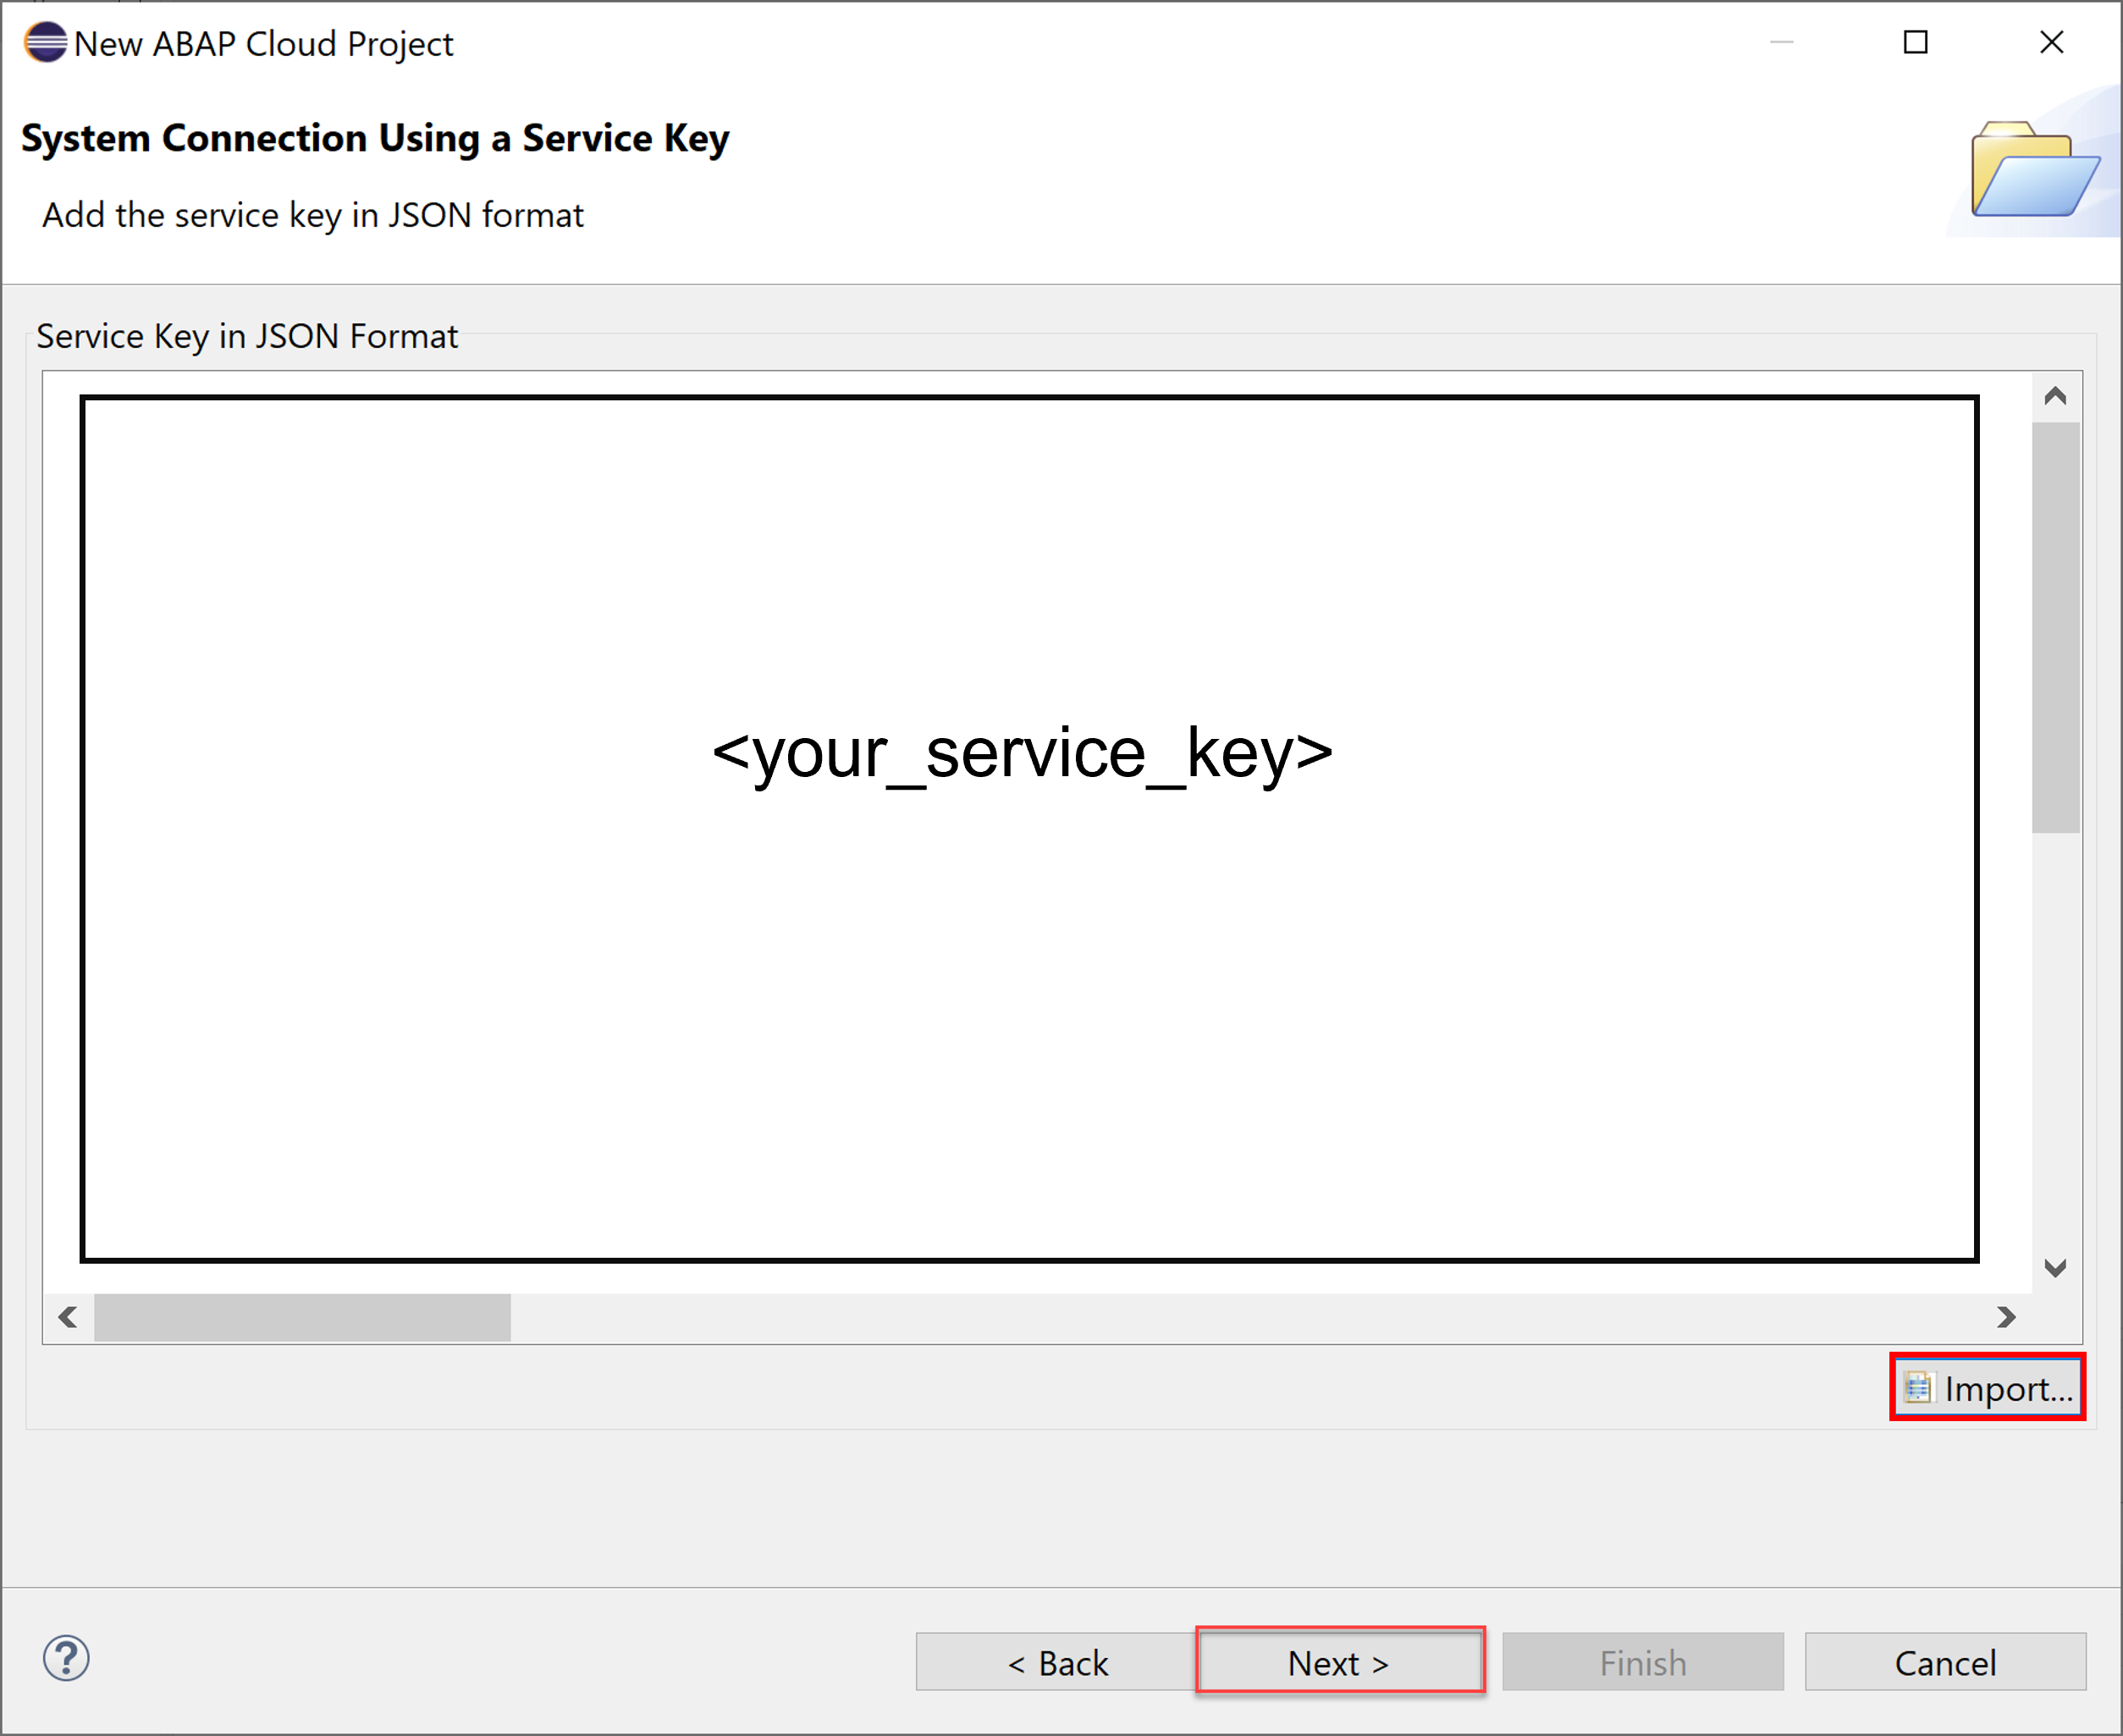 New ABAP Cloud Project
System Connection Using a Service Key
Add the service key in JSON format
Service Key in JSON Format
<your_service_key>
Import...
?
< Back
Next >
Finish
Cancel